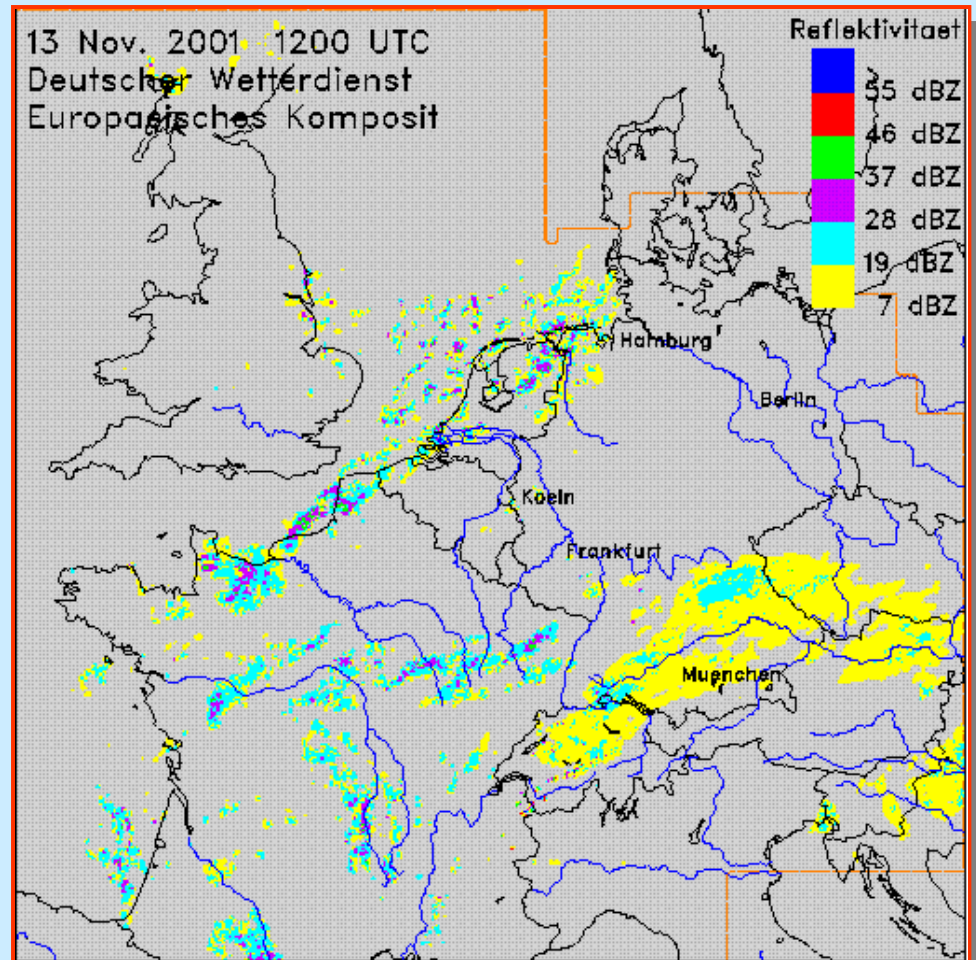 13 Nov. 2001 1200 UTC
Deutscher Wetterdienst
Europaeisches Komposit
Reflektivitaet
55 dBZ
46 dBZ
37 dBZ
28 dBZ
19 dBZ
7 dBZ
Hamburg
Berlin
Koeln
Frankfurt
Muenchen